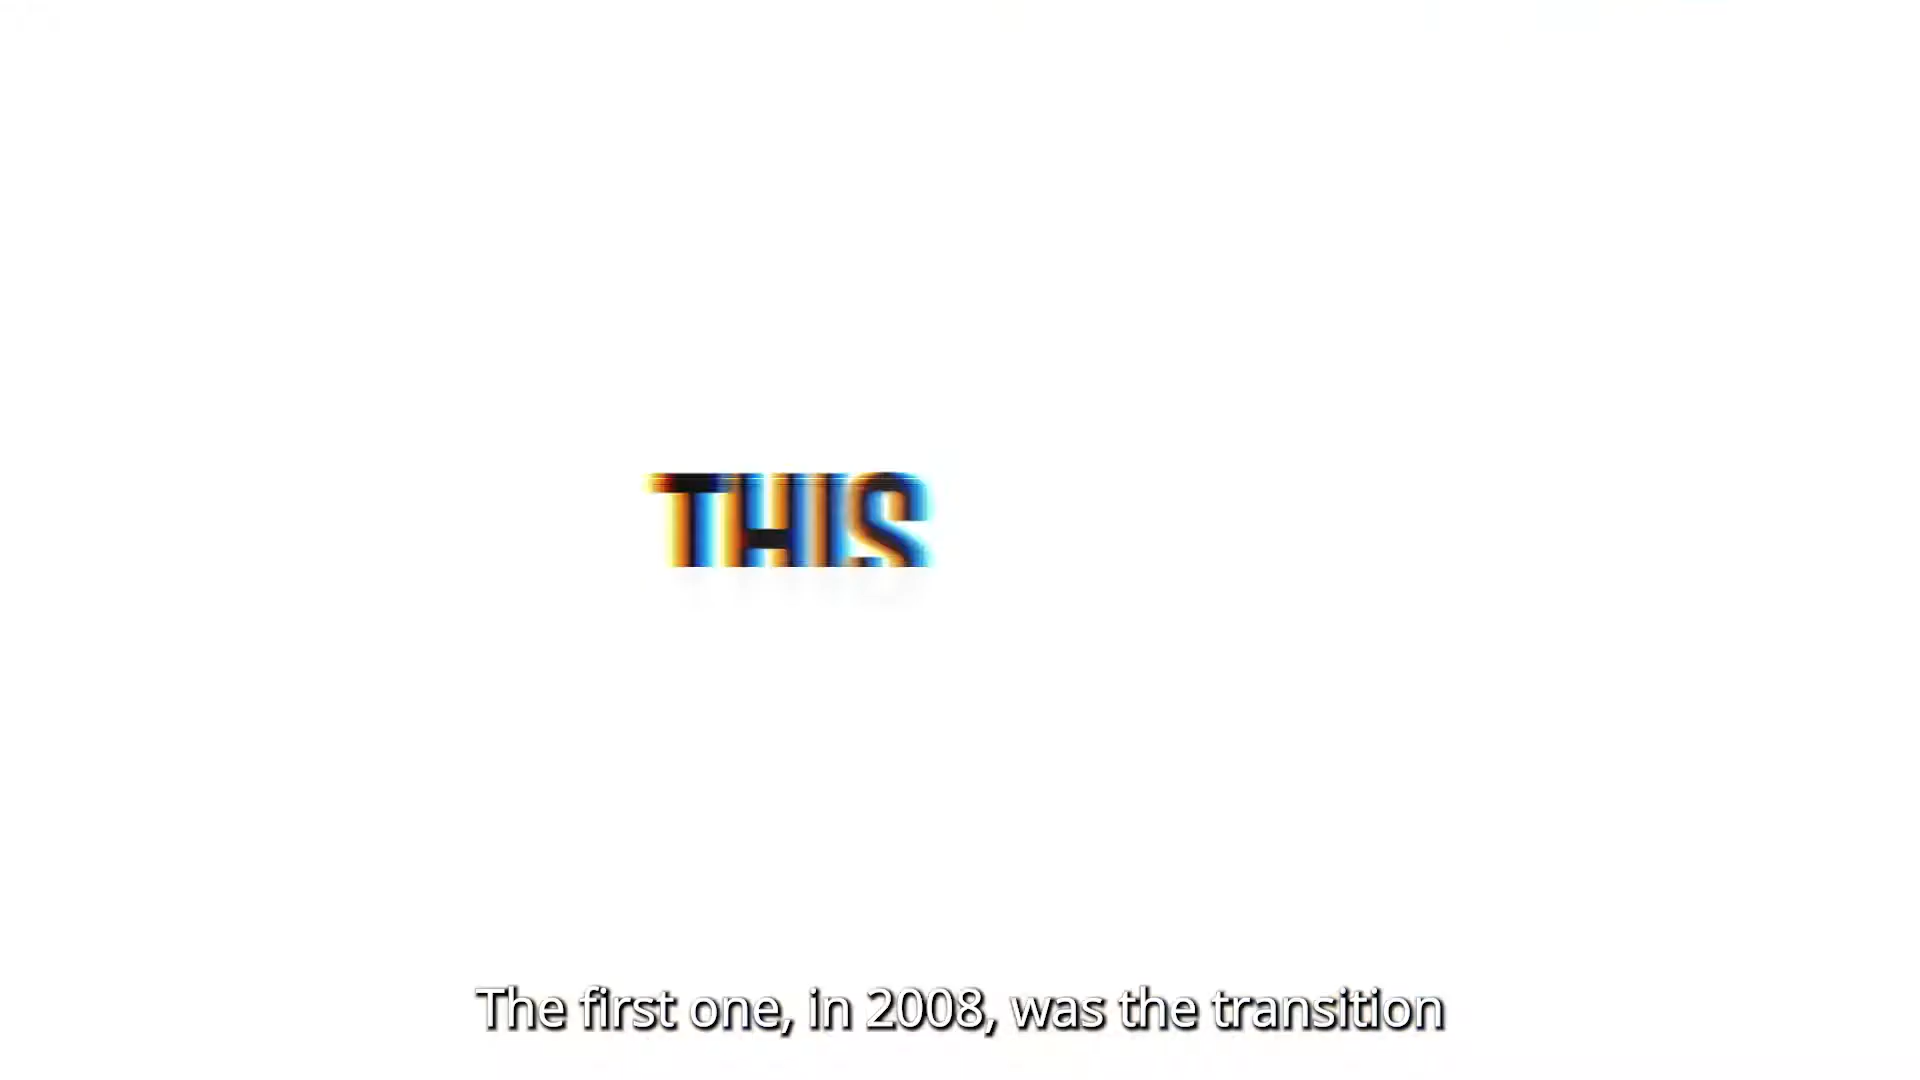 THIS
The first one, in 2008, was the transition